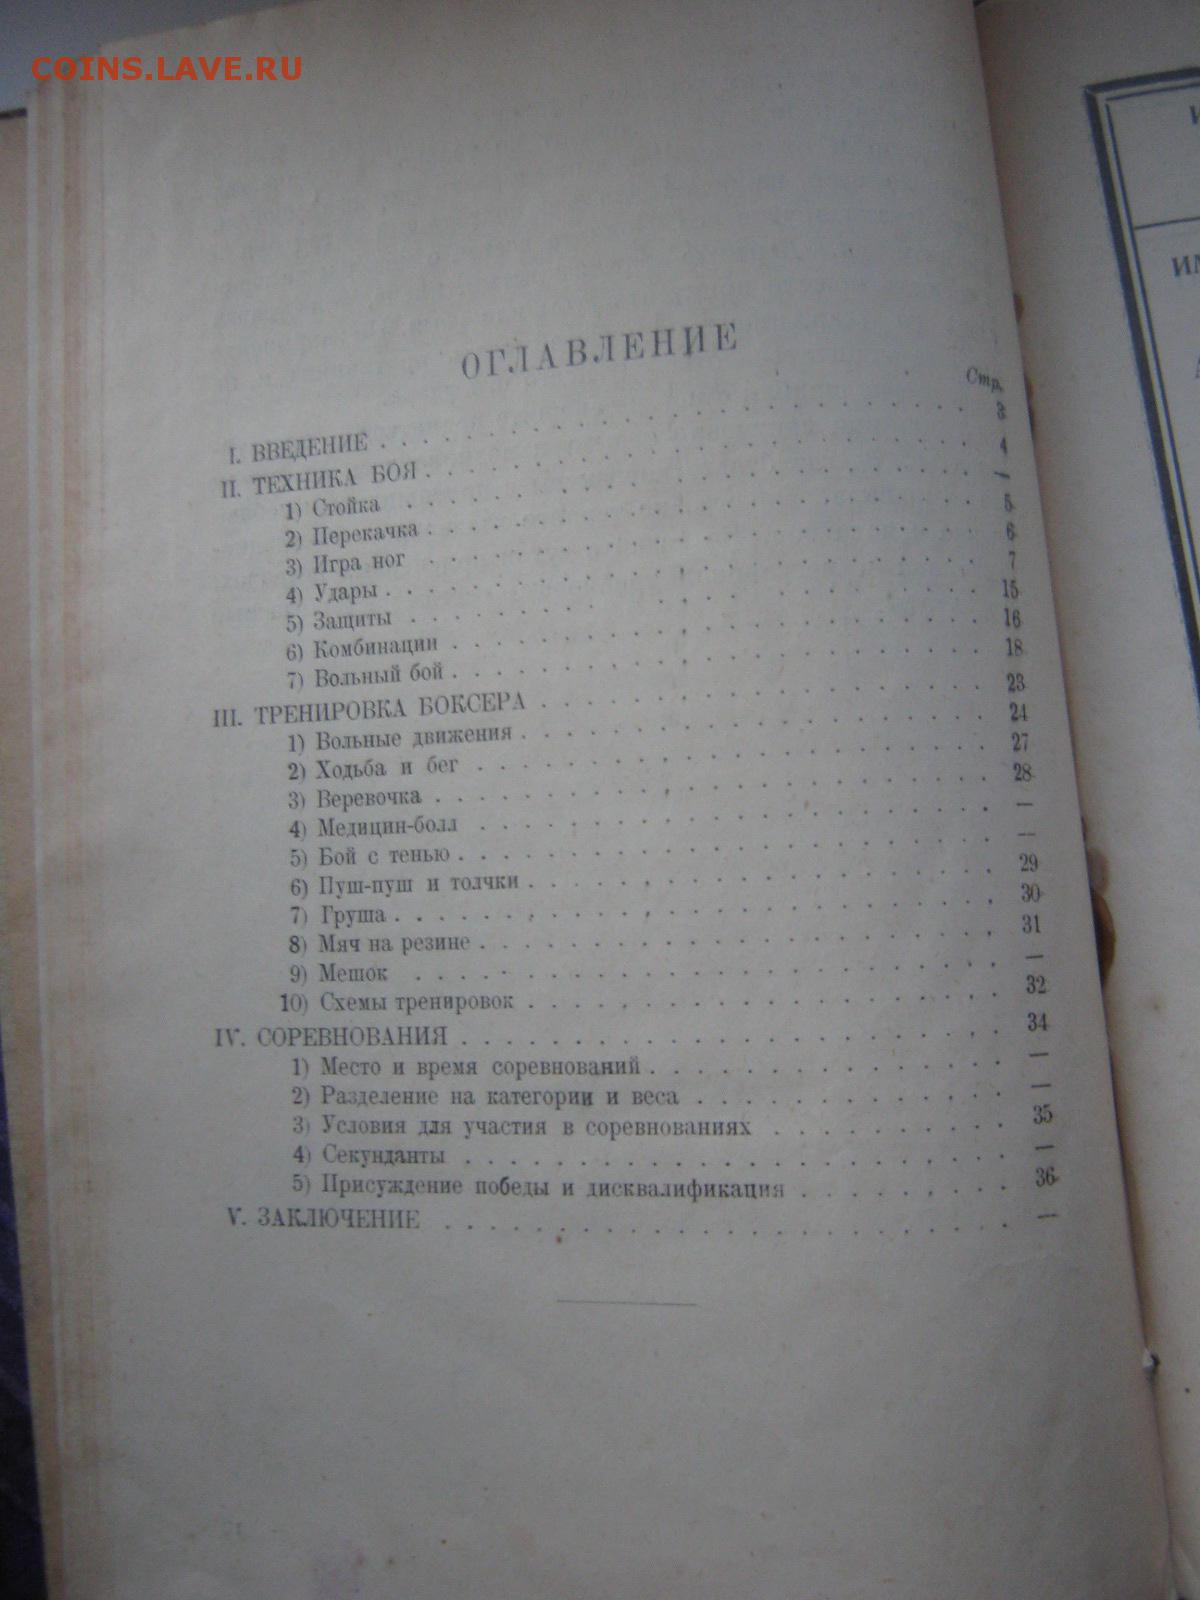 COINS.LAVE.RU
ОГЛАВЛЕНИЕ
Стр.
I. ВВЕДЕНИЕ . . . . . . . . . . 3
II. ТЕХНИКА БОЯ . . . . . . . . . . 4
1) Стойка . . . . . . . . . . —
2) Перекачка . . . . . . . . . . 5
3) Игра ног . . . . . . . . . . 6
4) Удары . . . . . . . . . . 7
5) Защиты . . . . . . . . . . 15
6) Комбинации . . . . . . . . . . 16
7) Вольный бой . . . . . . . . . . 18
III. ТРЕНИРОВКА БОКСЕРА . . . . . . . . . . 23
1) Вольные движения . . . . . . . . . . 24
2) Ходьба и бег . . . . . . . . . . 27
3) Веревочка . . . . . . . . . . 28
4) Медицин-болл . . . . . . . . . . —
5) Бой с тенью . . . . . . . . . . —
6) Пуш-пуш и толчки . . . . . . . . . . 29
7) Груша . . . . . . . . . . 30
8) Мяч на резине . . . . . . . . . . 31
9) Мешок . . . . . . . . . . —
10) Схемы тренировок . . . . . . . . . . 32
IV. СОРЕВНОВАНИЯ . . . . . . . . . . 34
1) Место и время соревнований . . . . . . . . . . —
2) Разделение на категории и веса . . . . . . . . . . —
3) Условия для участия в соревнованиях . . . . . . . . . . 35
4) Секунданты . . . . . . . . . . —
5) Присуждение победы и дисквалификация . . . . . . . . . . 36
V. ЗАКЛЮЧЕНИЕ . . . . . . . . . . —